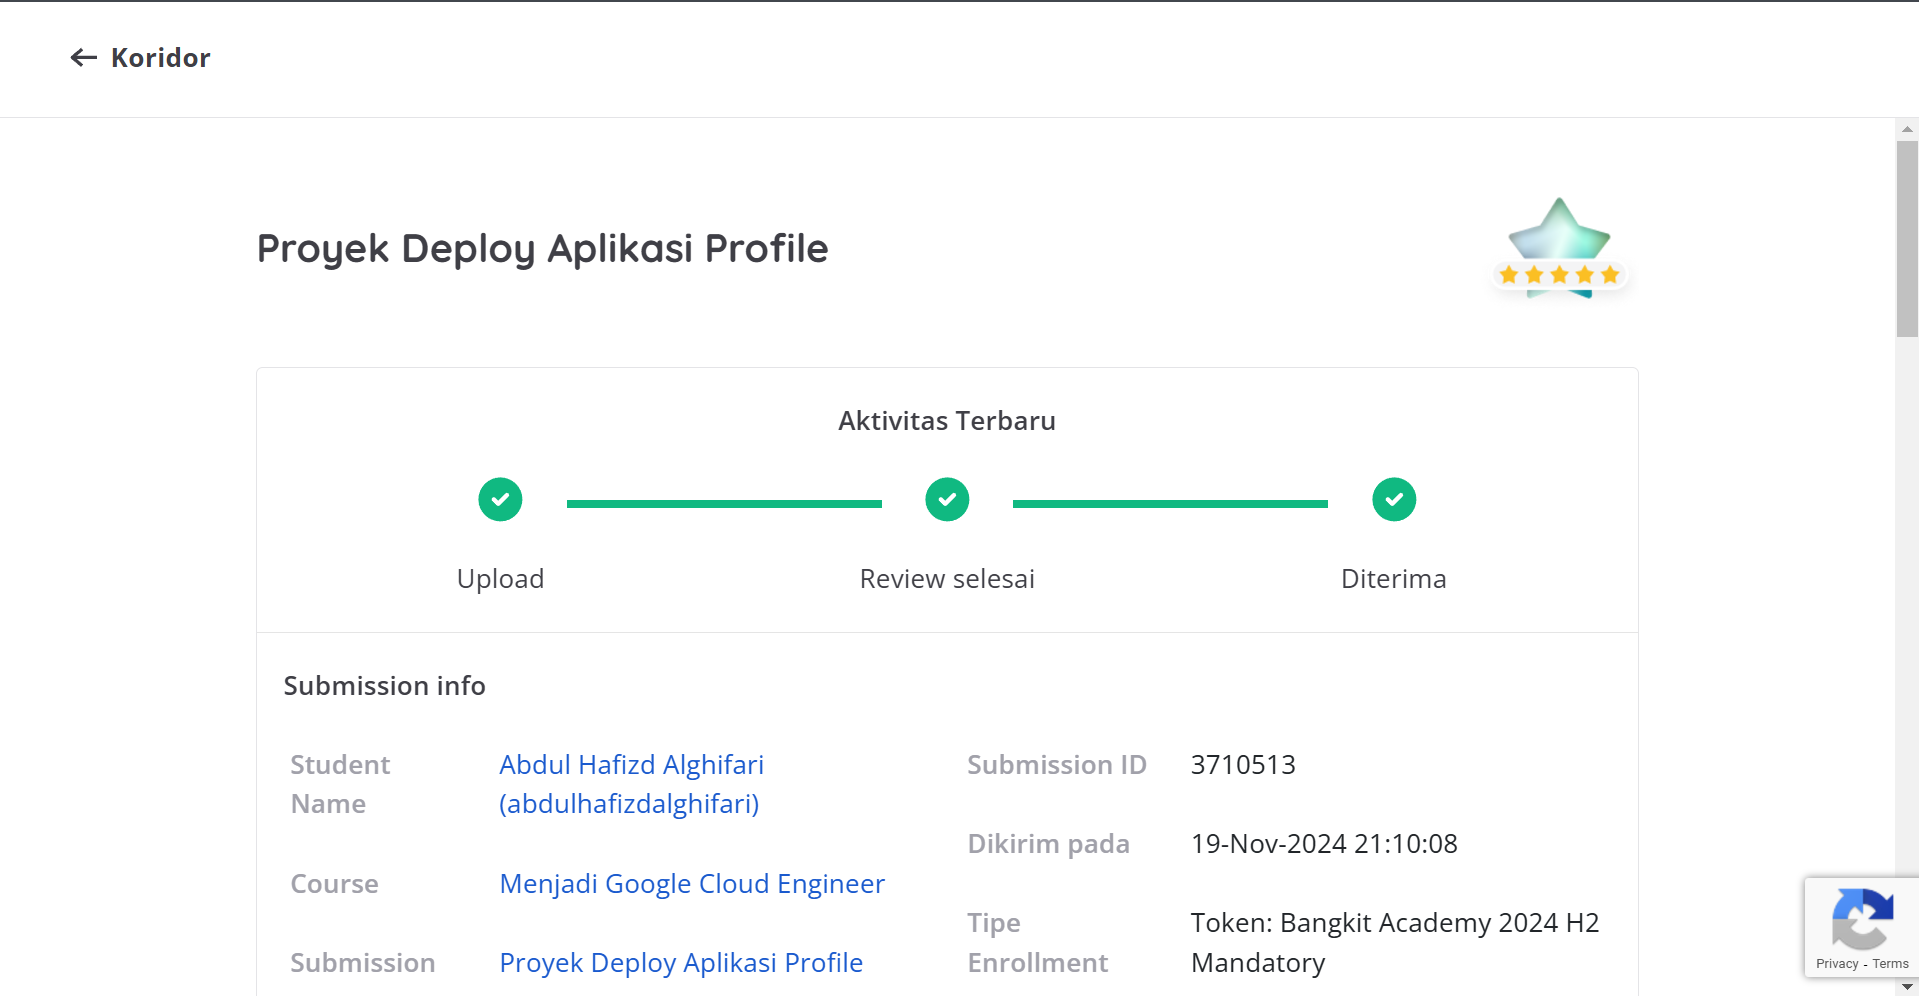 Koridor
Proyek Deploy Aplikasi Profile
Aktivitas Terbaru
Upload
Review selesai
Diterima
Submission info
Student Name
Abdul Hafizd Alghifari
(abdulhafizdalghifari)
Course
Menjadi Google Cloud Engineer
Submission
Proyek Deploy Aplikasi Profile
Submission ID
3710513
Dikirim pada
19-Nov-2024 21:10:08
Tipe Enrollment
Token: Bangkit Academy 2024 H2
Mandatory
Privacy - Terms